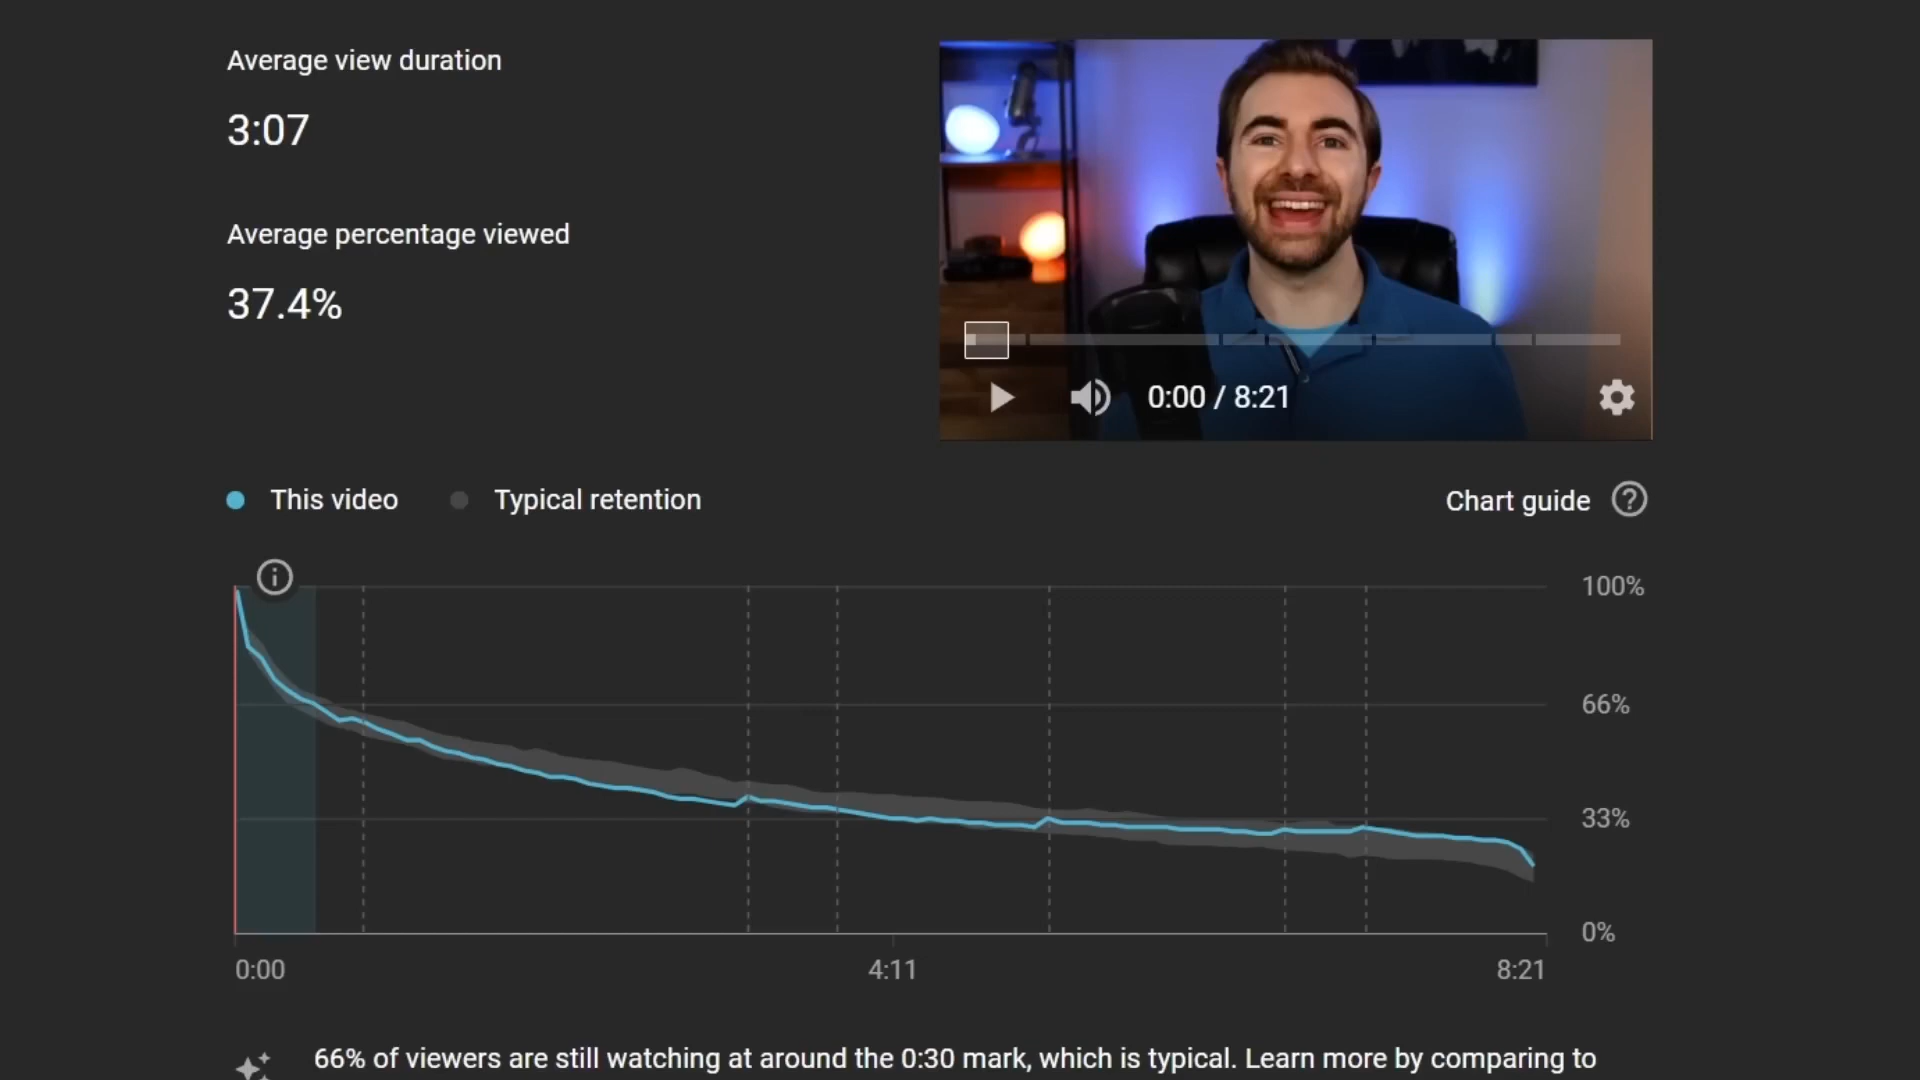 Average view duration
3:07
Average percentage viewed
37.4%
0:00 / 8:21
This video
Typical retention
Chart guide
100%
66%
33%
0%
0:00
4:11
8:21
66% of viewers are still watching at around the 0:30 mark, which is typical. Learn more by comparing to